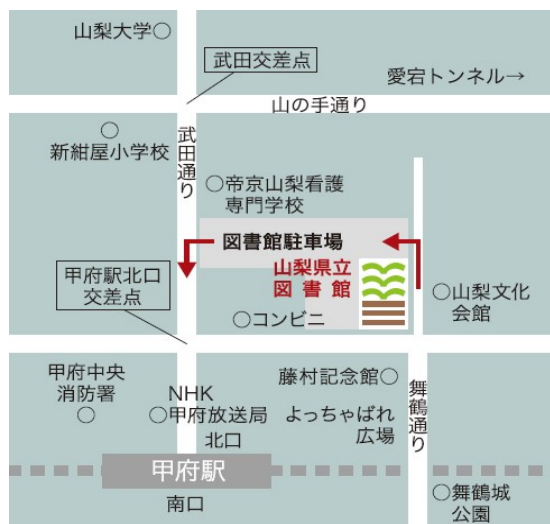 山梨大学○
武田交差点
愛宕トンネル→
山の手通り
○
新紺屋小学校
武田通り
○帝京山梨看護
専門学校
図書館駐車場
山梨県立
図書館
甲府駅北口
交差点
○山梨文化
会館
○コンビニ
甲府中央
消防署
○
NHK
○甲府放送局
北口
藤村記念館○
よっちゃばれ
広場
舞鶴通り
甲府駅
南口
○舞鶴城
公園